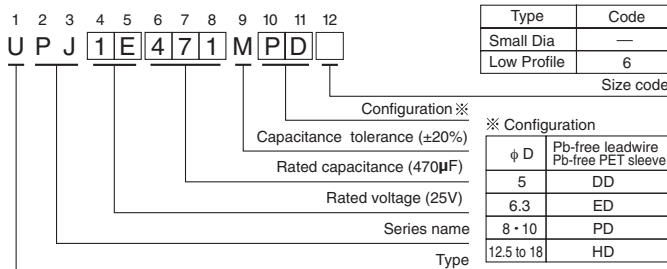 1 2 3 4 5 6 7 8 9 10 11 12
U P J 1 E 4 7 1 M P D
Type Code
Small Dia —
Low Profile 6
Size code
Configuration※
Capacitance tolerance (±20%)
Rated capacitance (470µF)
Rated voltage (25V)
Series name
Type
※ Configuration
ϕ D Pb-free leadwire
Pb-free PET sleeve
5 DD
6.3 ED
8 • 10 PD
12.5 to 18 HD